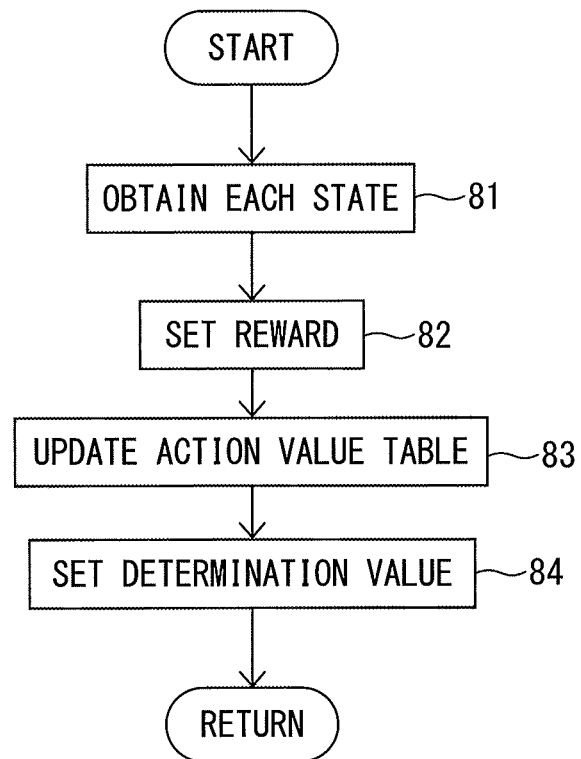 START
OBTAIN EACH STATE
81
SET REWARD
82
UPDATE ACTION VALUE TABLE
83
SET DETERMINATION VALUE
84
RETURN